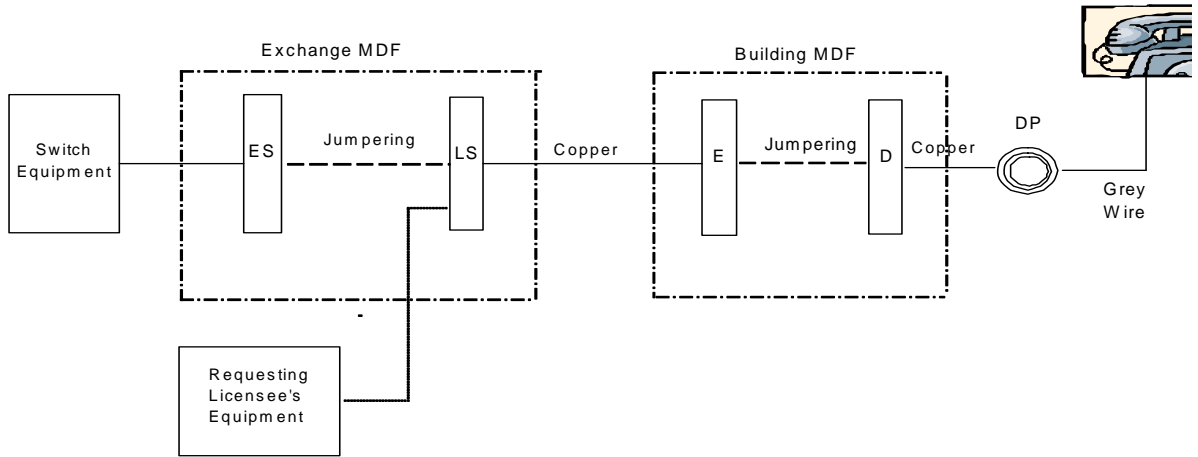 Exchange MDF
Building MDF
DP
Switch
Equipment
ES
Jumpering
LS
Copper
E
Jumpering
D
Copper
Grey
Wire
Requesting
Licensee's
Equipment